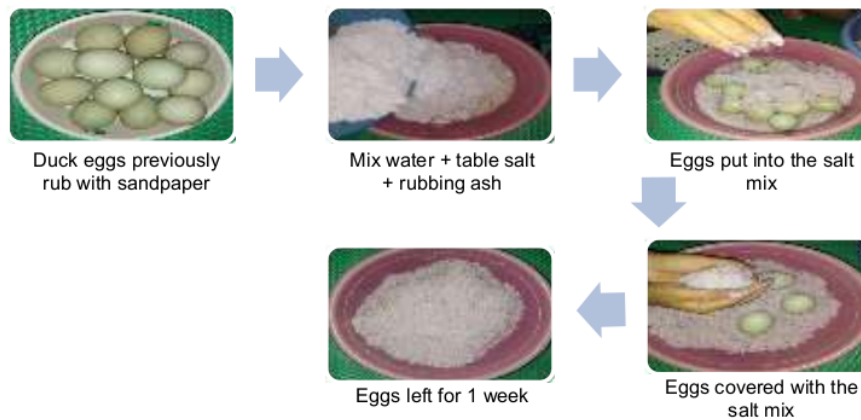 Duck eggs previously
rub with sandpaper
Mix water + table salt
+ rubbing ash
Eggs put into the salt
mix
Eggs covered with the
salt mix
Eggs left for 1 week